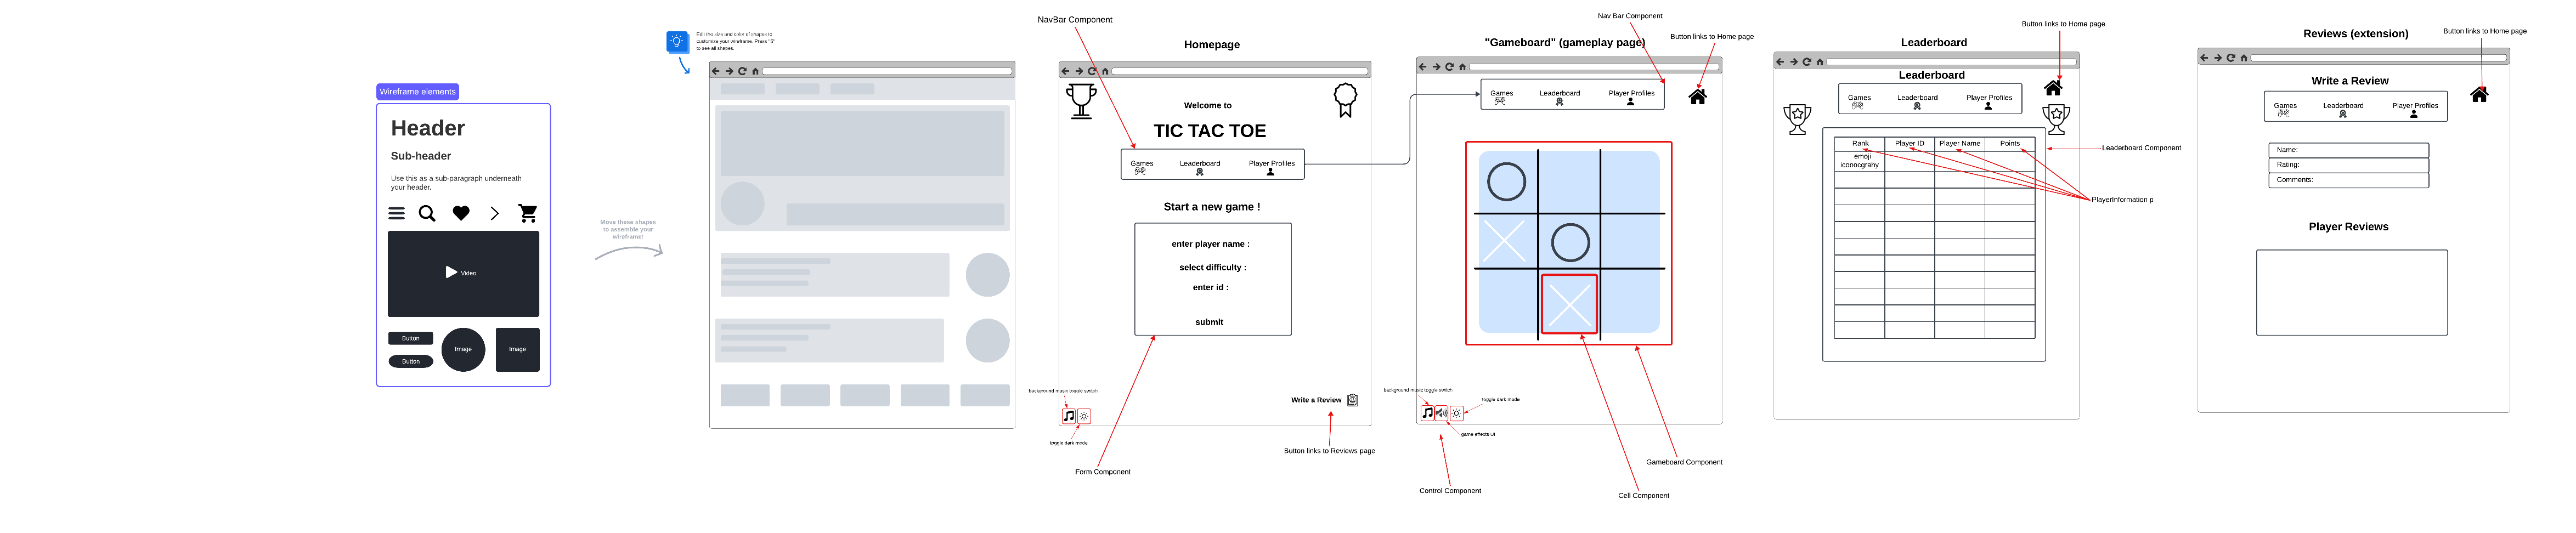 Wireframe elements
Header
Sub-header
Use this as a sub-paragraph underneath
your header.
Video
Button
Button
Image
Image
Move these shapes
to assemble your
wireframe!
Edit the size and color of shapes to
customize your wireframe. Press "S"
to see all shapes.
NavBar Component
Homepage
Welcome to
TIC TAC TOE
Games
Leaderboard
Player Profiles
Start a new game !
enter player name :
select difficulty :
enter id :
submit
background music toggle switch
toggle dark mode
Write a Review
Form Component
Button links to Reviews page
Nav Bar Component
"Gameboard" (gameplay page)
Button links to Home page
Games
Leaderboard
Player Profiles
background music toggle switch
toggle dark mode
game effects UI
Control Component
Gameboard Component
Cell Component
Button links to Home page
Leaderboard
Leaderboard
Games
Leaderboard
Player Profiles
Rank
Player ID
Player Name
Points
emoji
iconocgrahy
Leaderboard Component
PlayerInformation p
Reviews (extension)
Button links to Home page
Write a Review
Games
Leaderboard
Player Profiles
Name:
Rating:
Comments:
Player Reviews